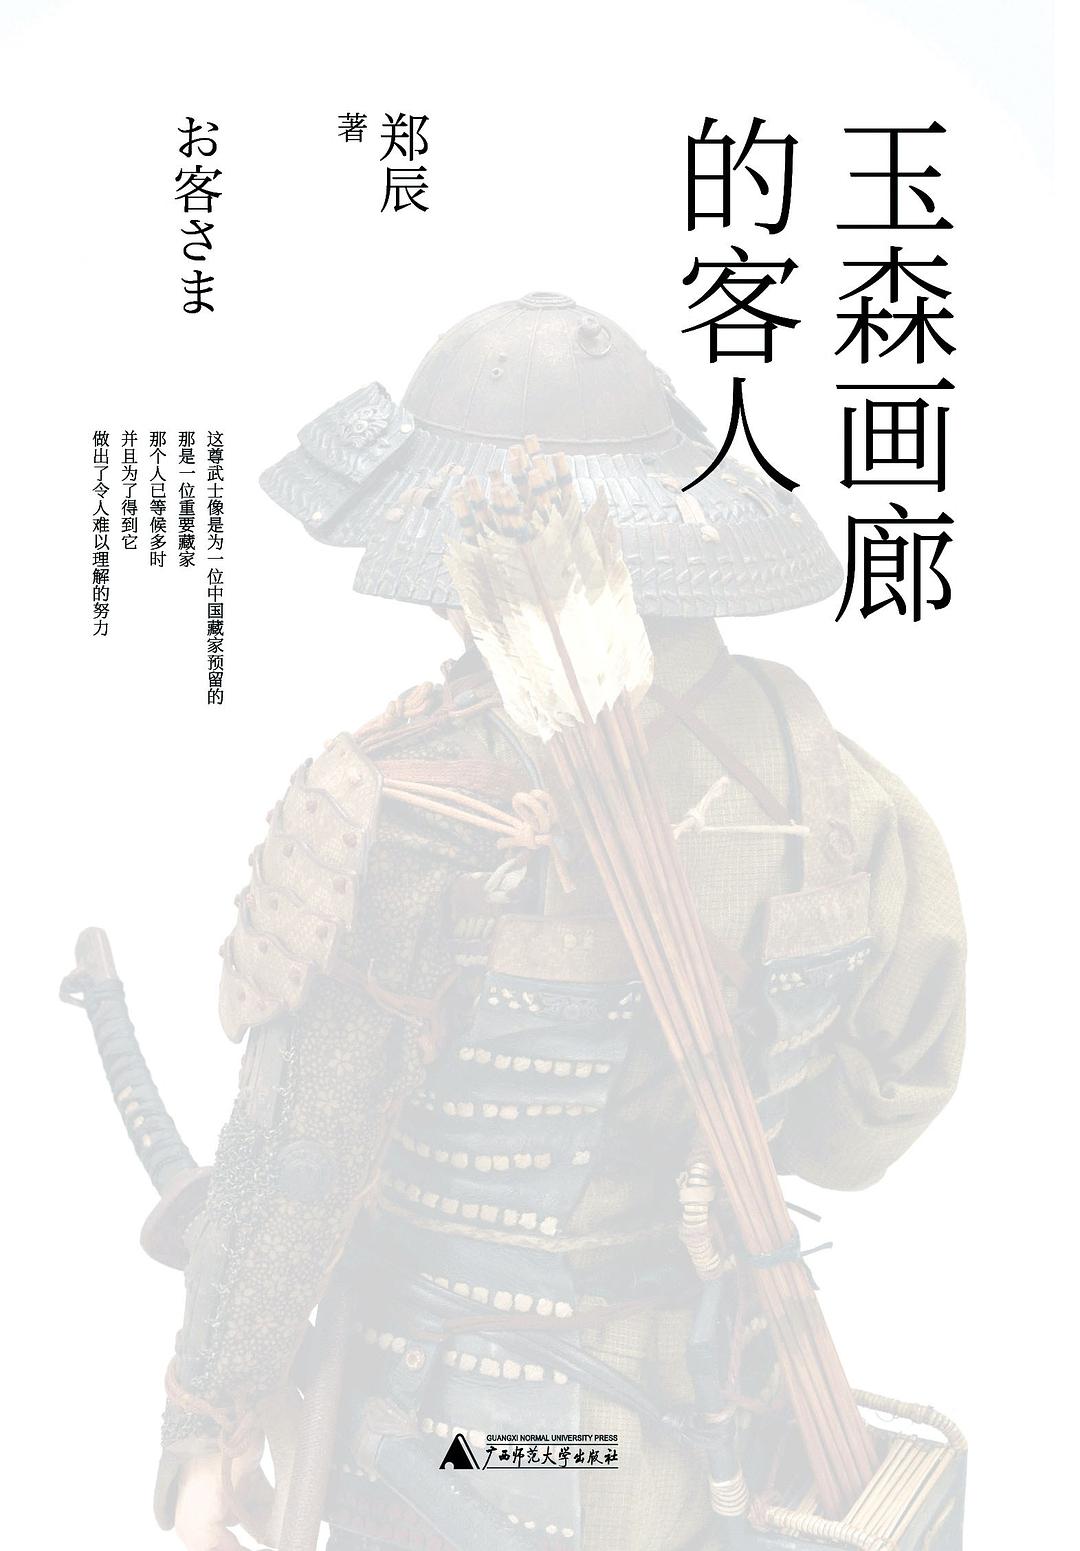 玉森画廊
的客人
郑辰
著
お客さま
这尊武士像是为一位中国藏家预留的
那是一位重要藏家
那个人已等候多时
并且为了得到它
做出了令人难以理解的努力
GUANGXI NORMAL UNIVERSITY PRESS
广西师范大学出版社